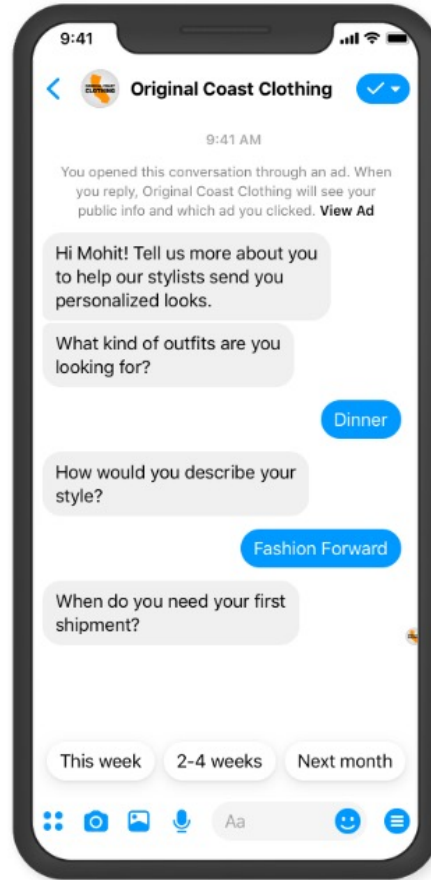 9:41
Original Coast Clothing
9:41 AM
You opened this conversation through an ad. When
you reply, Original Coast Clothing will see your
public info and which ad you clicked. View Ad
Hi Mohit! Tell us more about you
to help our stylists send you
personalized looks.
What kind of outfits are you
looking for?
Dinner
How would you describe your
style?
Fashion Forward
When do you need your first
shipment?
This week
2-4 weeks
Next month
Aa